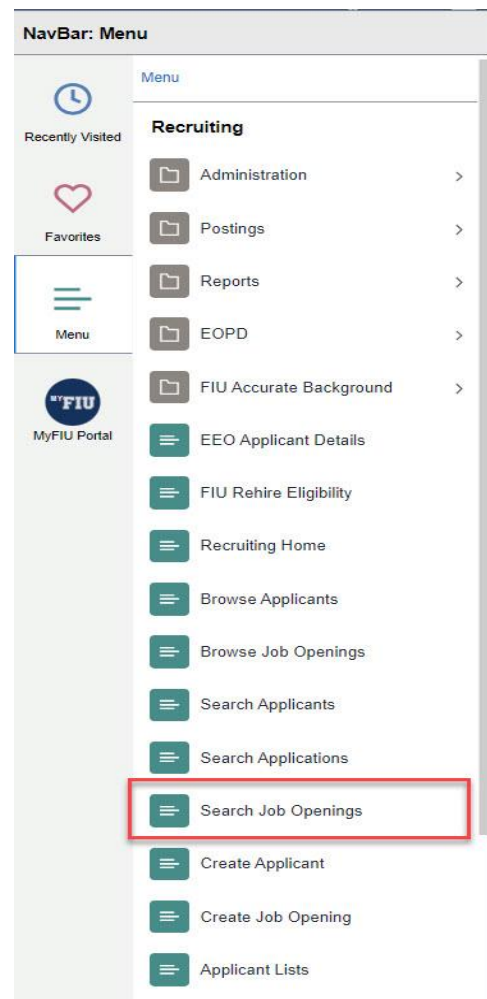 NavBar: Menu
Recently Visited
Favorites
Menu
MYFIU
MyFIU Portal
Menu
Recruiting
Administration
Postings
Reports
EOPD
FIU Accurate Background
EEO Applicant Details
FIU Rehire Eligibility
Recruiting Home
Browse Applicants
Browse Job Openings
Search Applicants
Search Applications
Search Job Openings
Create Applicant
Create Job Opening
Applicant Lists